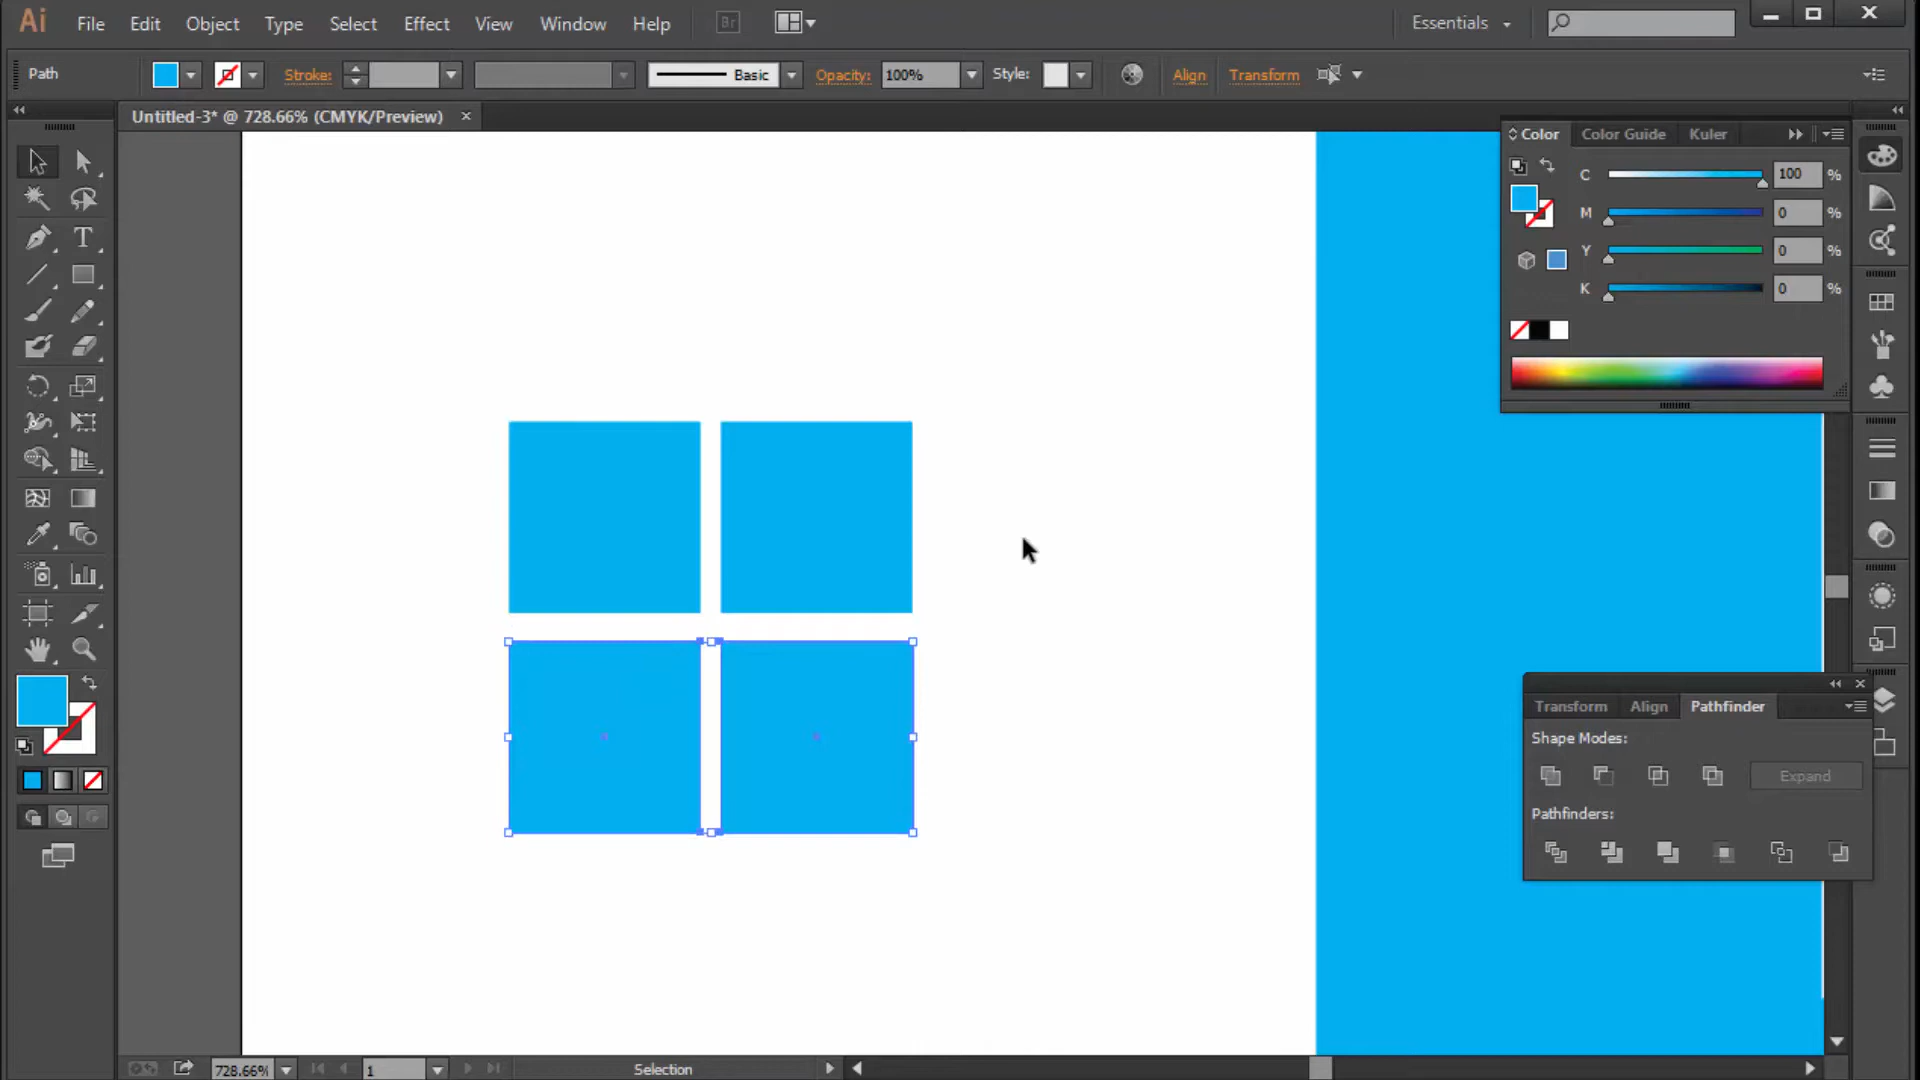 Ai File Edit Object Type Select Effect View Window Help Br Essentials
Path Stroke: Basic Opacity: 100% Style: Align Transform
Untitled-3* @ 728.66% (CMYK/Preview)
Color Color Guide Kuler
C 100 %
M 0 %
Y 0 %
K 0 %
T
Transform Align Pathfinder
Shape Modes:
Expand
Pathfinders:
728.66% 1 Selection